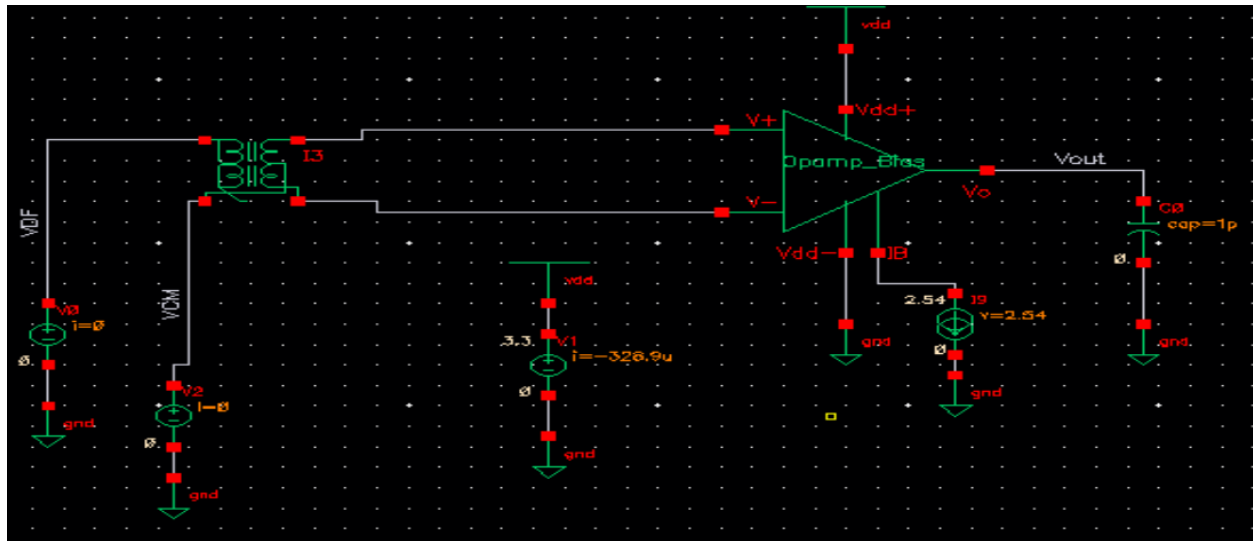 vdd
Vdd+
V+
I3
Opamp_Bias
Vout
Vo
V-
C0
cap=1p
0
VDF
VCM
Vdd-
IB
vdd
2.54
I9
v=2.54
0
gnd
gnd
V0
i=0
0
3.3
V1
i=-326.9u
0
V2
i=0
0
gnd
gnd
gnd
gnd